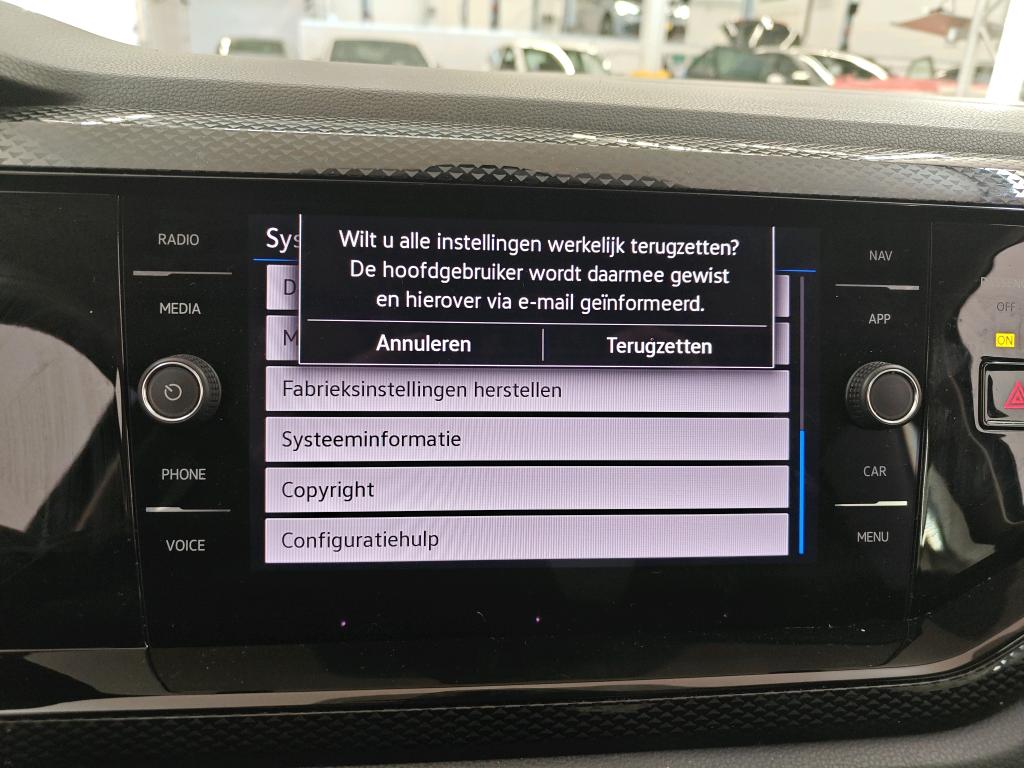 RADIO
MEDIA
PHONE
VOICE
Wilt u alle instellingen werkelijk terugzetten?
De hoofdgebruiker wordt daarmee gewist
en hierover via e-mail geïnformeerd.
Annuleren
Terugzetten
Fabrieksinstellingen herstellen
Systeeminformatie
Copyright
Configuratiehulp
NAV
APP
CAR
MENU
OFF
ON